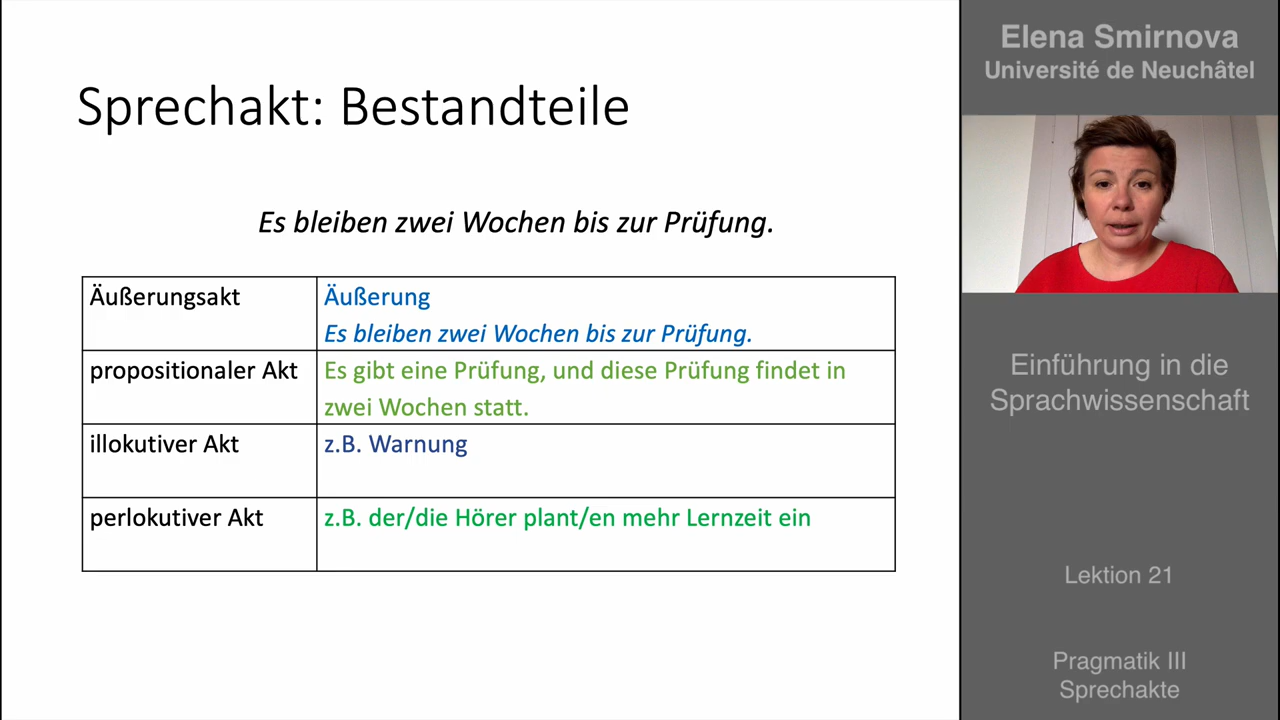 Sprechakt: Bestandteile
Es bleiben zwei Wochen bis zur Prüfung.
Äußerungsakt
Äußerung
Es bleiben zwei Wochen bis zur Prüfung.
propositionaler Akt
Es gibt eine Prüfung, und diese Prüfung findet in
zwei Wochen statt.
illokutiver Akt
z.B. Warnung
perlokutiver Akt
z.B. der/die Hörer plant/en mehr Lernzeit ein
Elena Smirnova
Université de Neuchâtel
Einführung in die
Sprachwissenschaft
Lektion 21
Pragmatik III
Sprechakte